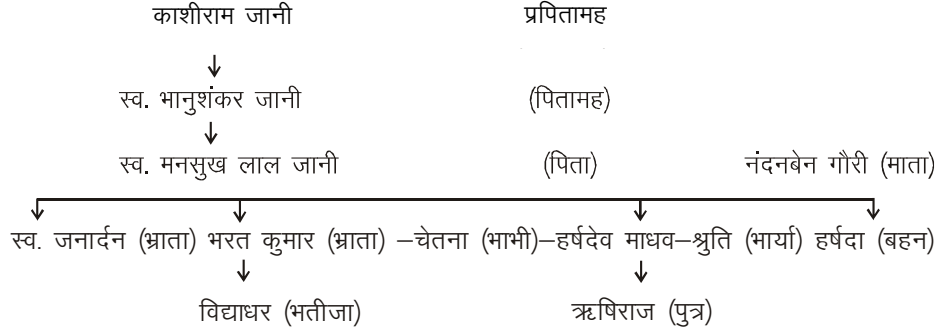 काशीराम जानी प्रपितामह
स्व. भानुशंकर जानी (पितामह)
स्व. मनसुख लाल जानी (पिता) नंदनबेन गौरी (माता)
स्व. जनार्दन (भ्राता) भरत कुमार (भ्राता) –चेतना (भाभी)–हर्षदेव माधव–श्रुति (भार्या) हर्षदा (बहन)
विद्याधर (भतीजा) ऋषिराज (पुत्र)